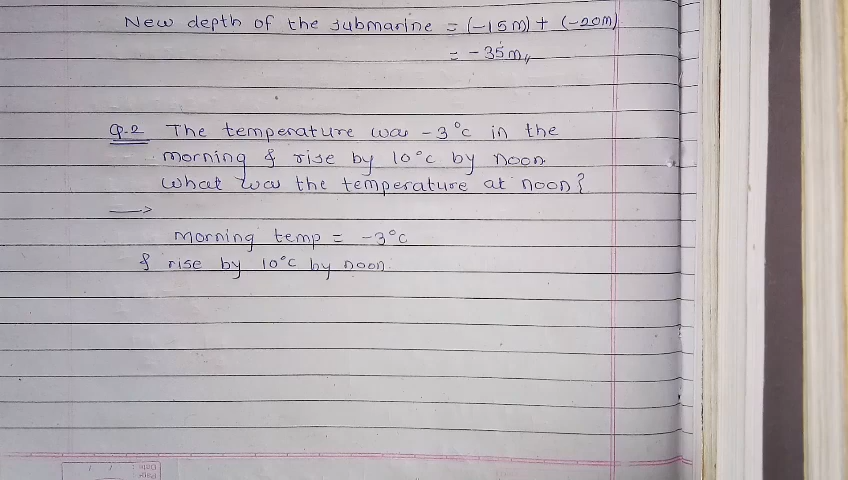 New depth of the submarine = (-15m) + (-20m)
= -35m,,
Q.2 The temperature was -3°c in the
morning & rise by 10°c by noon.
what was the temperature at noon?
→
Morning temp = -3°c
& rise by 10°c by noon.